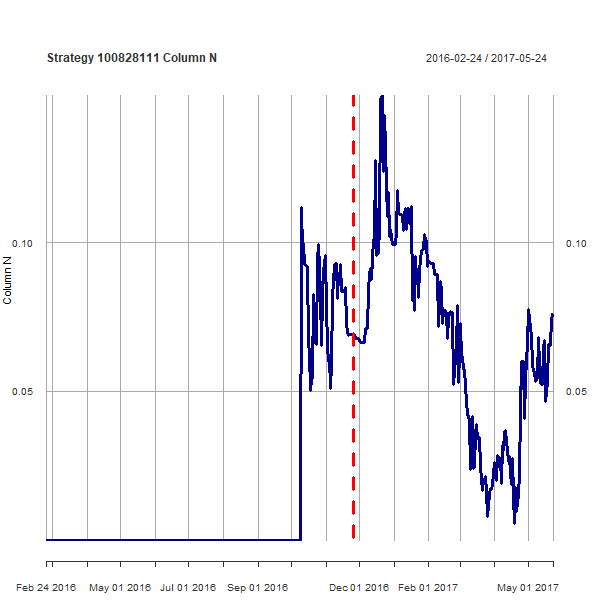 Strategy 100828111 Column N
2016-02-24 / 2017-05-24
Column N
0.10
0.05
0.10
0.05
Feb 24 2016 May 01 2016 Jul 01 2016 Sep 01 2016 Dec 01 2016 Feb 01 2017 May 01 2017